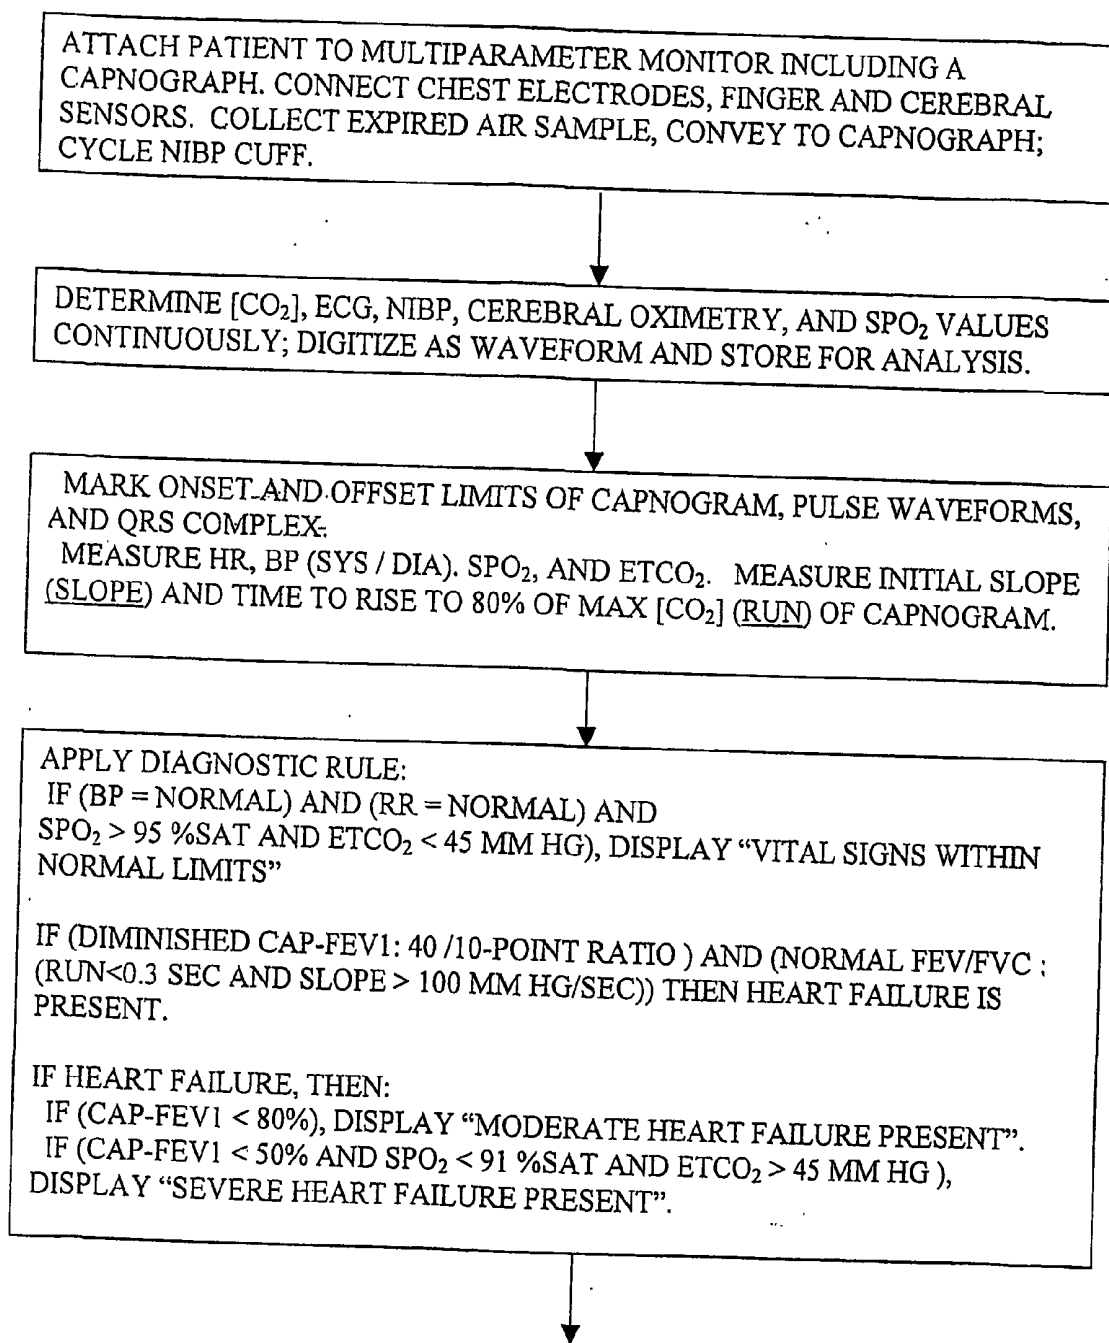 ATTACH PATIENT TO MULTIPARAMETER MONITOR INCLUDING A
CAPNOGRAPH. CONNECT CHEST ELECTRODES, FINGER AND CEREBRAL
SENSORS. COLLECT EXPIRED AIR SAMPLE, CONVEY TO CAPNOGRAPH;
CYCLE NIBP CUFF.
DETERMINE [CO₂], ECG, NIBP, CEREBRAL OXIMETRY, AND SPO₂ VALUES
CONTINUOUSLY; DIGITIZE AS WAVEFORM AND STORE FOR ANALYSIS.
MARK ONSET AND OFFSET LIMITS OF CAPNOGRAM, PULSE WAVEFORMS,
AND QRS COMPLEX.
MEASURE HR, BP (SYS / DIA). SPO₂, AND ETCO₂. MEASURE INITIAL SLOPE
(SLOPE) AND TIME TO RISE TO 80% OF MAX [CO₂] (RUN) OF CAPNOGRAM.
APPLY DIAGNOSTIC RULE:
IF (BP = NORMAL) AND (RR = NORMAL) AND
SPO₂ > 95 %SAT AND ETCO₂ < 45 MM HG), DISPLAY “VITAL SIGNS WITHIN
NORMAL LIMITS”
IF (DIMINISHED CAP-FEV1: 40 /10-POINT RATIO ) AND (NORMAL FEV/FVC :
(RUN<0.3 SEC AND SLOPE > 100 MM HG/SEC)) THEN HEART FAILURE IS
PRESENT.
IF HEART FAILURE, THEN:
IF (CAP-FEV1 < 80%), DISPLAY “MODERATE HEART FAILURE PRESENT”.
IF (CAP-FEV1 < 50% AND SPO₂ < 91 %SAT AND ETCO₂ > 45 MM HG ),
DISPLAY “SEVERE HEART FAILURE PRESENT”.